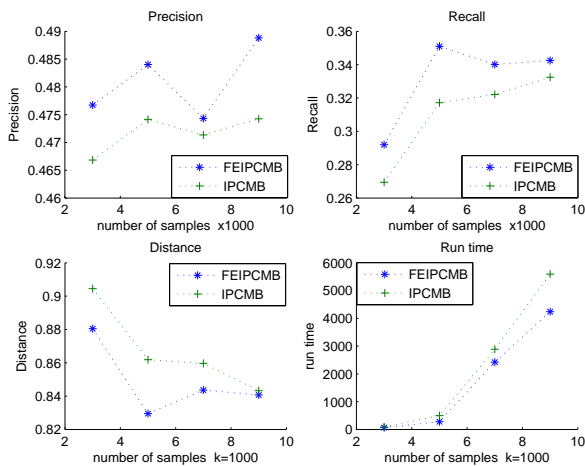 Precision
0.49
0.485
0.48
0.475
0.47
0.465
0.46
Precision
FEIPCMB
IPCMB
2 4 6 8 10
number of samples x1000
Recall
0.36
0.34
0.32
0.3
0.28
0.26
Recall
FEIPCMB
IPCMB
2 4 6 8 10
number of samples x1000
Distance
0.92
0.9
0.88
0.86
0.84
0.82
Distance
FEIPCMB
IPCMB
2 4 6 8 10
number of samples k=1000
Run time
6000
5000
4000
3000
2000
1000
0
run time
FEIPCMB
IPCMB
2 4 6 8 10
number of samples k=1000